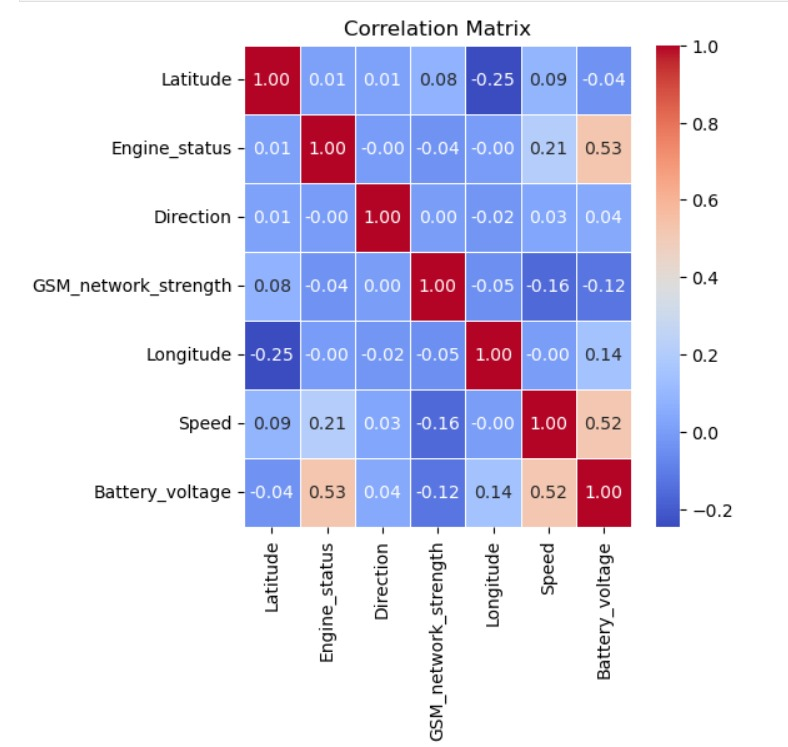 Correlation Matrix
Latitude 1.00 0.01 0.01 0.08 -0.25 0.09 -0.04
Engine_status 0.01 1.00 -0.00 -0.04 -0.00 0.21 0.53
Direction 0.01 -0.00 1.00 0.00 -0.02 0.03 0.04
GSM_network_strength 0.08 -0.04 0.00 1.00 -0.05 -0.16 -0.12
Longitude -0.25 -0.00 -0.02 -0.05 1.00 -0.00 0.14
Speed 0.09 0.21 0.03 -0.16 -0.00 1.00 0.52
Battery_voltage -0.04 0.53 0.04 -0.12 0.14 0.52 1.00
Latitude
Engine_status
Direction
GSM_network_strength
Longitude
Speed
Battery_voltage
1.0
0.8
0.6
0.4
0.2
0.0
−0.2